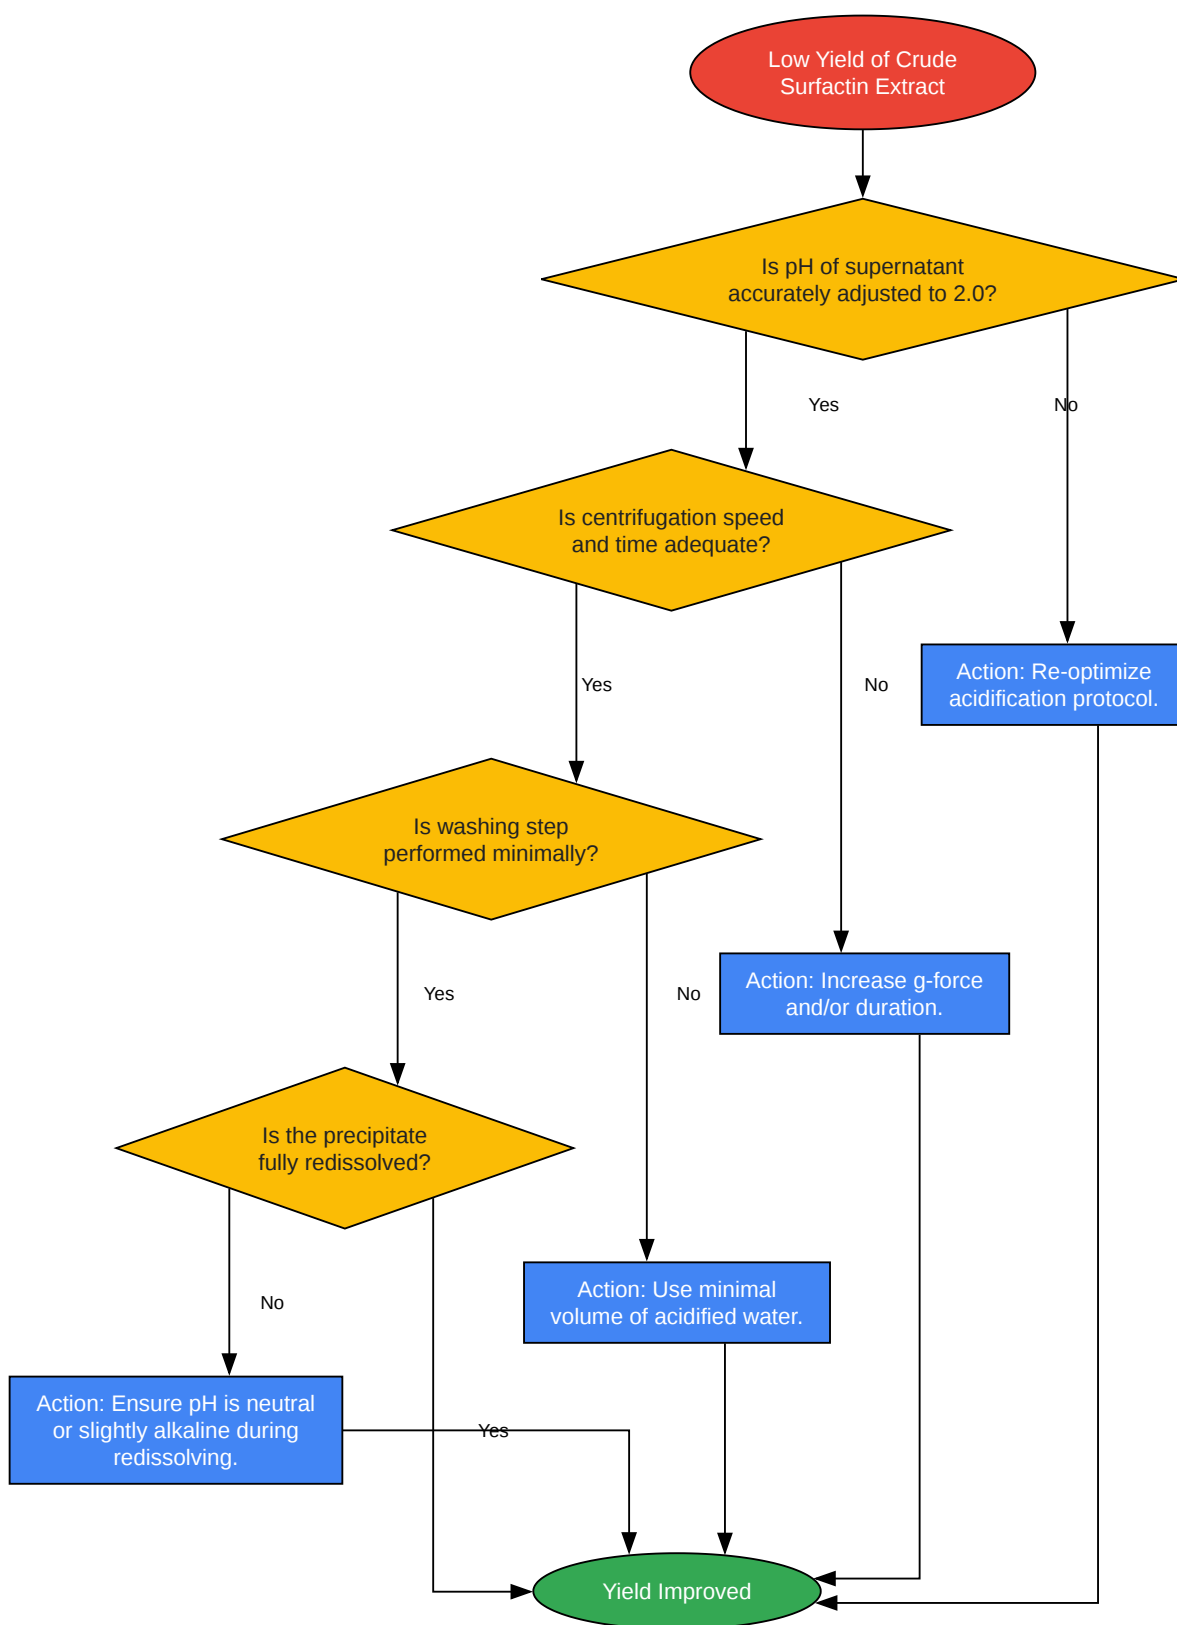 Low Yield of Crude
Surfactin Extract
Is pH of supernatant
accurately adjusted to 2.0?
Yes
No
Is centrifugation speed
and time adequate?
Yes
No
Action: Re-optimize
acidification protocol.
Is washing step
performed minimally?
Yes
No
Action: Increase g-force
and/or duration.
Is the precipitate
fully redissolved?
No
Action: Use minimal
volume of acidified water.
Action: Ensure pH is neutral
or slightly alkaline during
redissolving.
Yes
Yield Improved